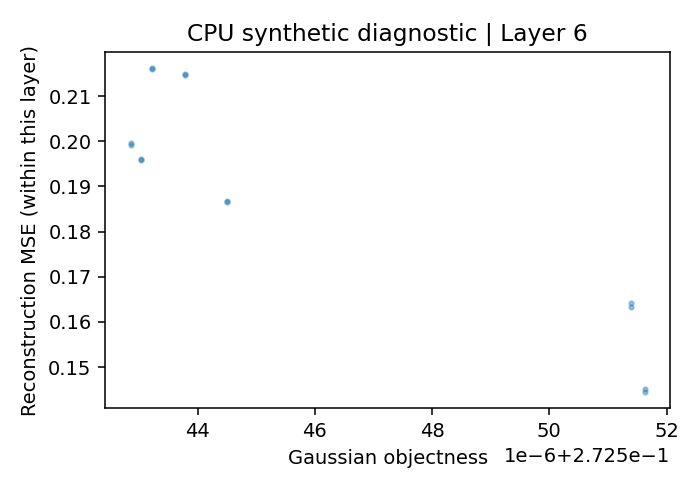 CPU synthetic diagnostic | Layer 6
Reconstruction MSE (within this layer)
0.21
0.20
0.19
0.18
0.17
0.16
0.15
44 46 48 50 52
Gaussian objectness 1e−6+2.725e−1